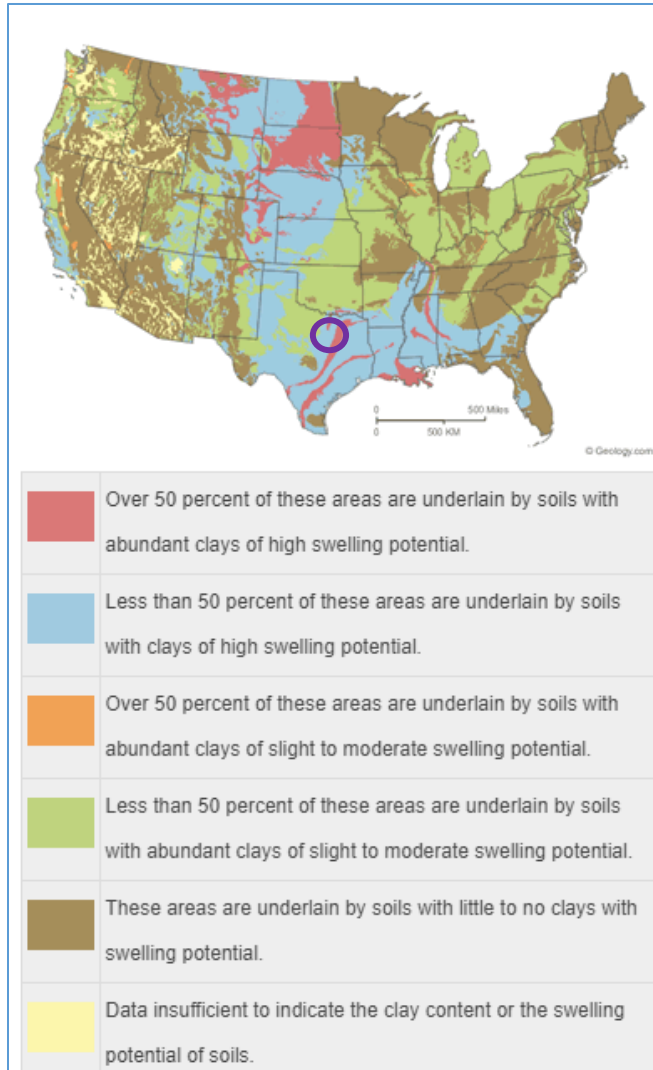 0 500 Miles
0 500 KM
© Geology.com
Over 50 percent of these areas are underlain by soils with
abundant clays of high swelling potential.
Less than 50 percent of these areas are underlain by soils
with clays of high swelling potential.
Over 50 percent of these areas are underlain by soils with
abundant clays of slight to moderate swelling potential.
Less than 50 percent of these areas are underlain by soils
with abundant clays of slight to moderate swelling potential.
These areas are underlain by soils with little to no clays with
swelling potential.
Data insufficient to indicate the clay content or the swelling
potential of soils.